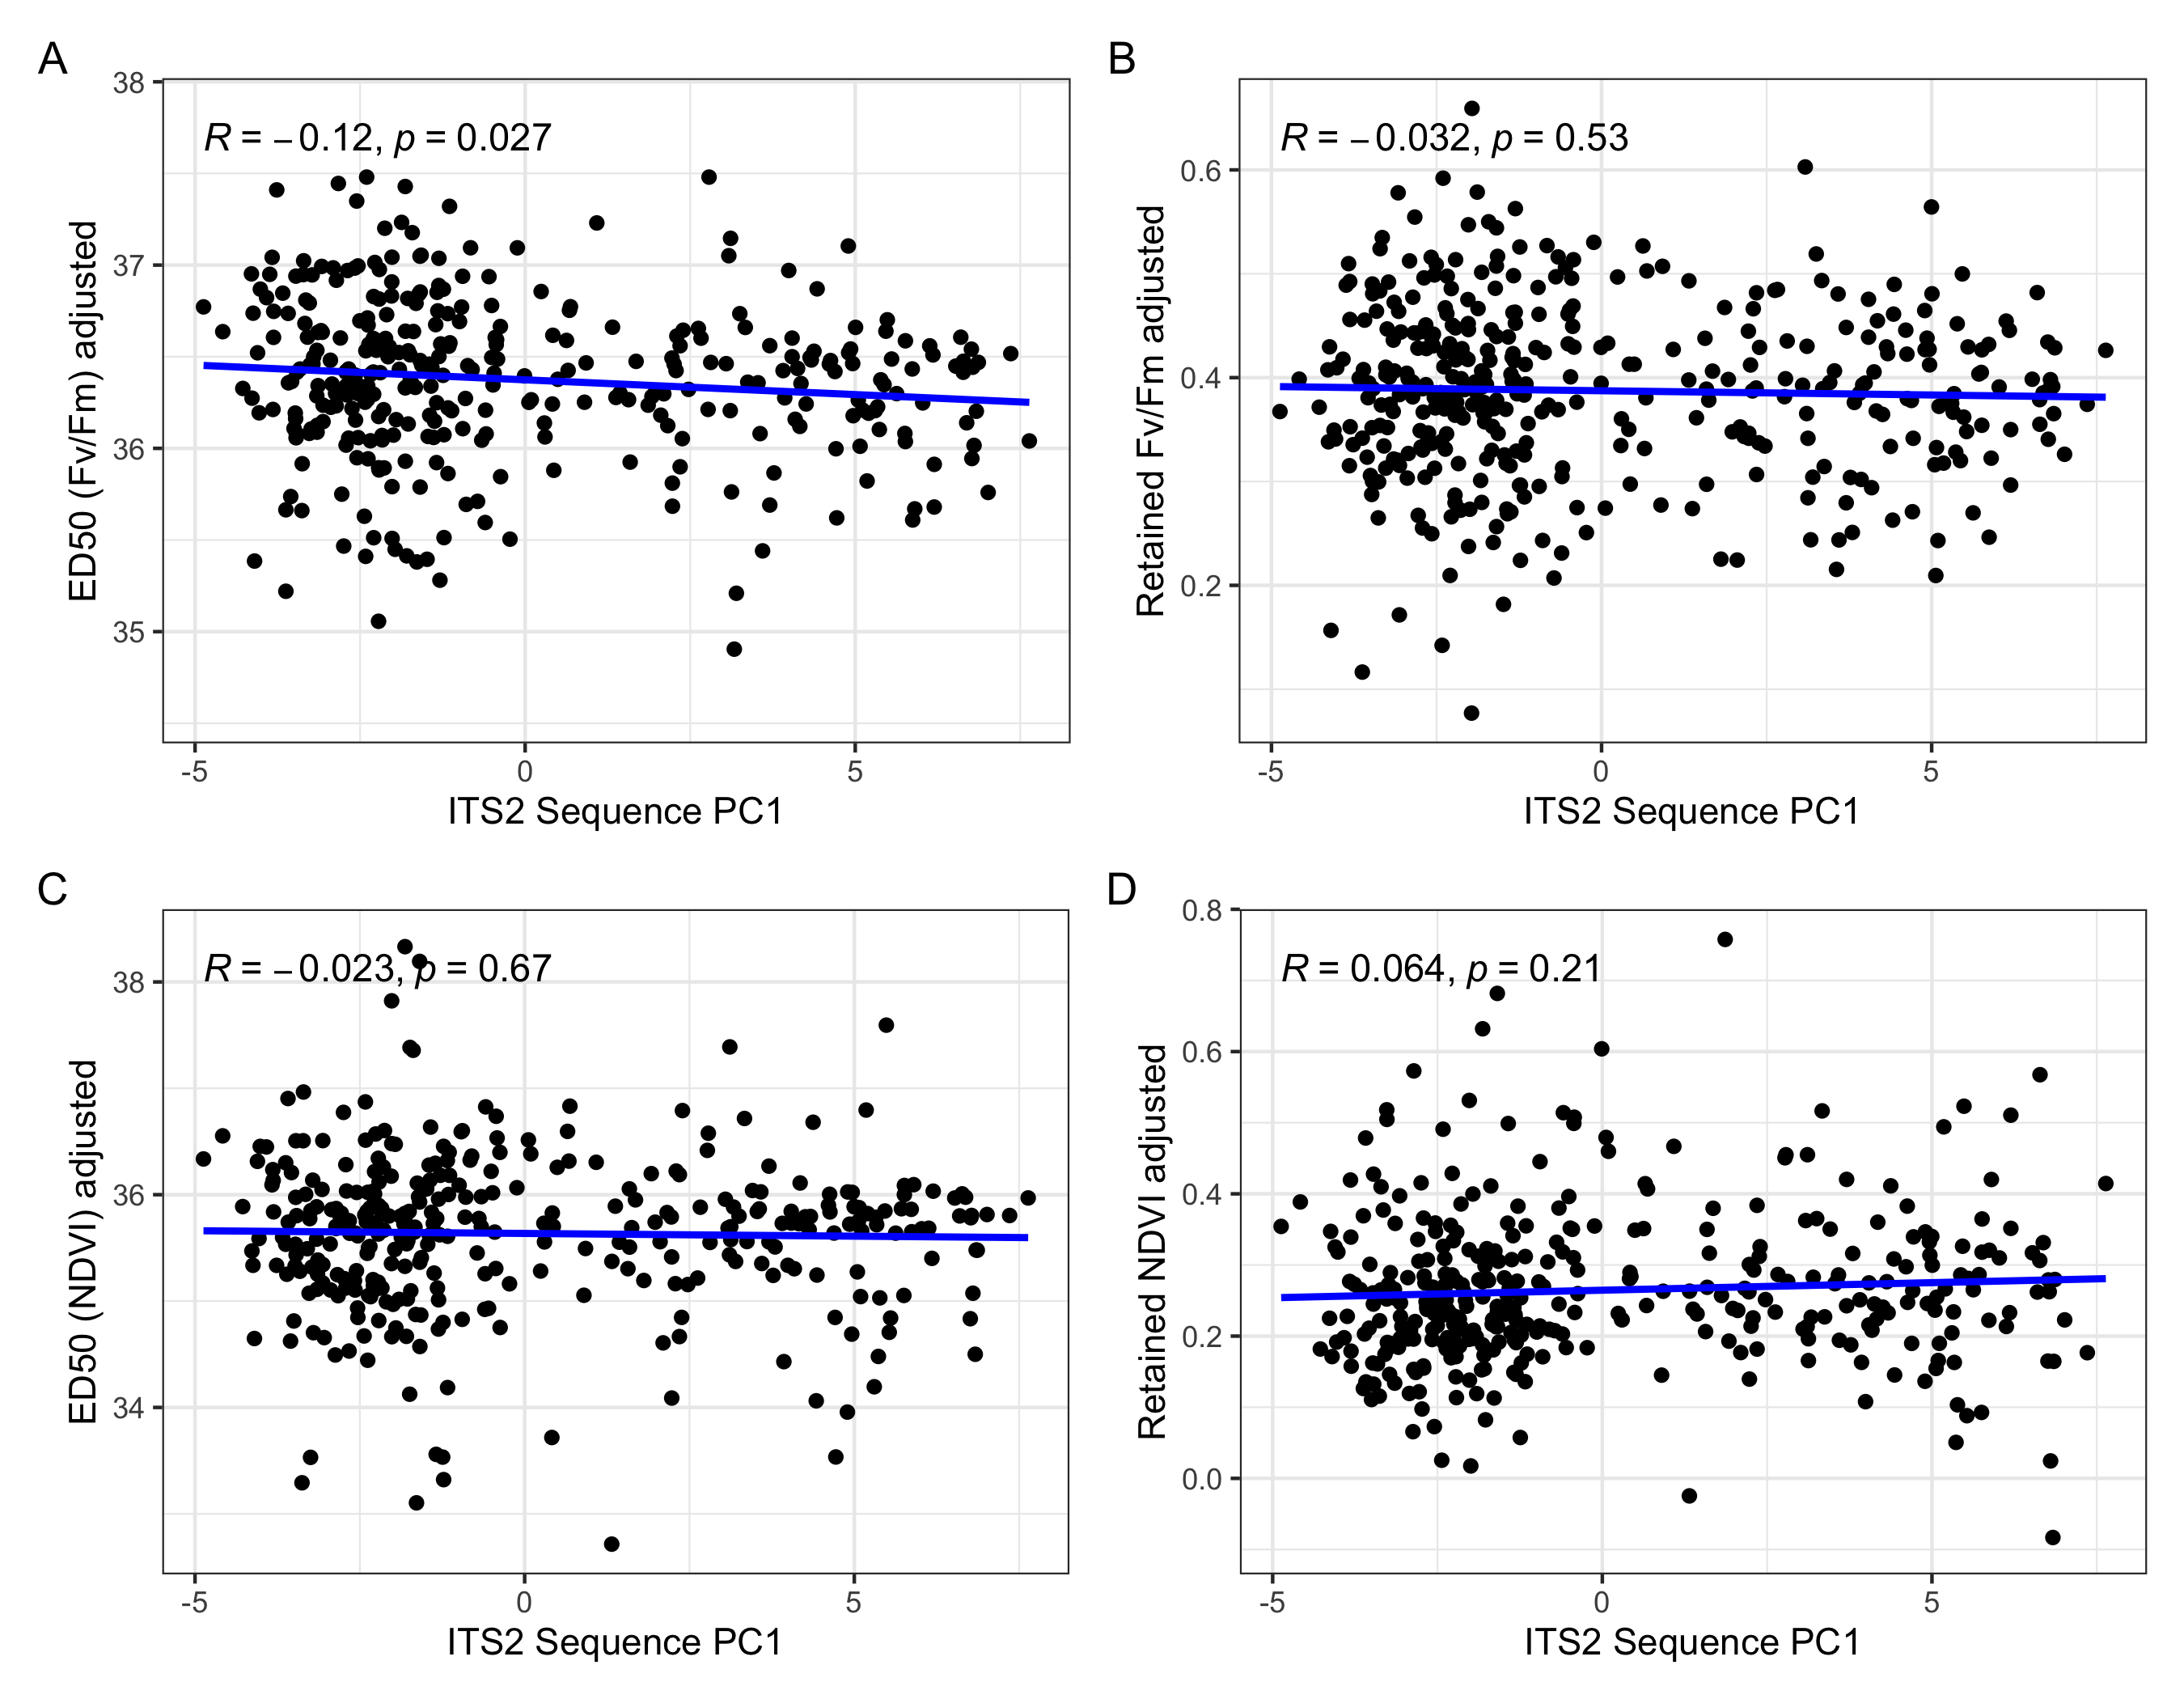 A
R = −0.12, p = 0.027
38
37
36
35
ED50 (Fv/Fm) adjusted
-5 0 5
ITS2 Sequence PC1
B
R = −0.032, p = 0.53
0.6
0.4
0.2
Retained Fv/Fm adjusted
-5 0 5
ITS2 Sequence PC1
C
R = −0.023, p = 0.67
38
36
34
ED50 (NDVI) adjusted
-5 0 5
ITS2 Sequence PC1
D
R = 0.064, p = 0.21
0.8
0.6
0.4
0.2
0.0
Retained NDVI adjusted
-5 0 5
ITS2 Sequence PC1